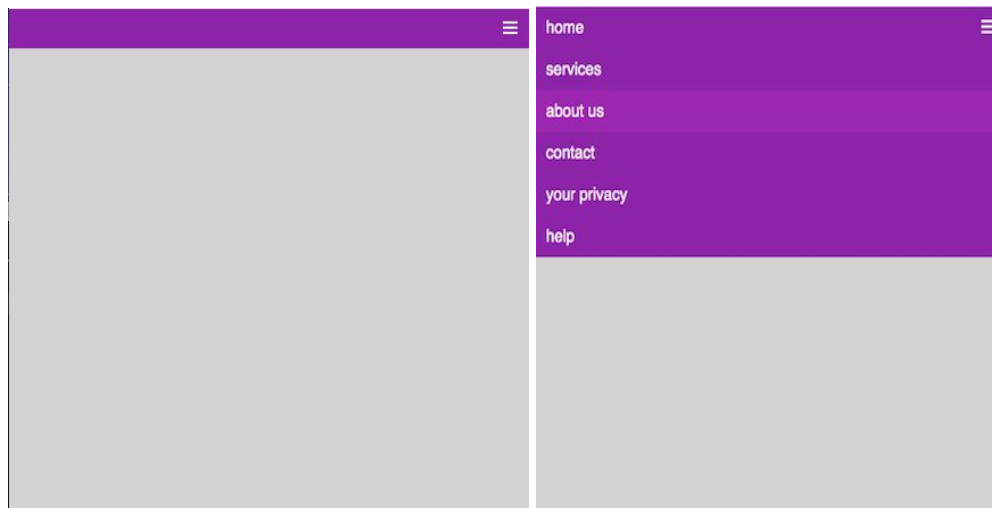 home
services
about us
contact
your privacy
help